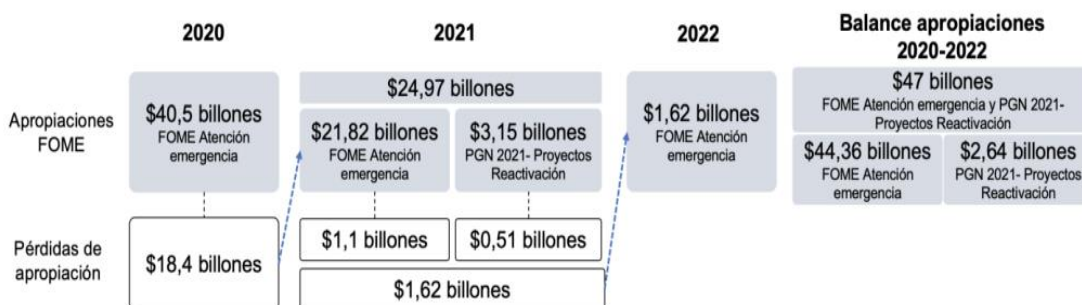 2020
2021
2022
Balance apropiaciones
2020-2022
Apropiaciones
FOME
$40,5 billones
FOME Atención
emergencia
$24,97 billones
$21,82 billones
FOME Atención
emergencia
$3,15 billones
PGN 2021- Proyectos
Reactivación
$1,62 billones
FOME Atención
emergencia
$47 billones
FOME Atención emergencia y PGN 2021-
Proyectos Reactivación
$44,36 billones
FOME Atención
emergencia
$2,64 billones
PGN 2021- Proyectos
Reactivación
Pérdidas de
apropiación
$18,4 billones
$1,1 billones
$0,51 billones
$1,62 billones